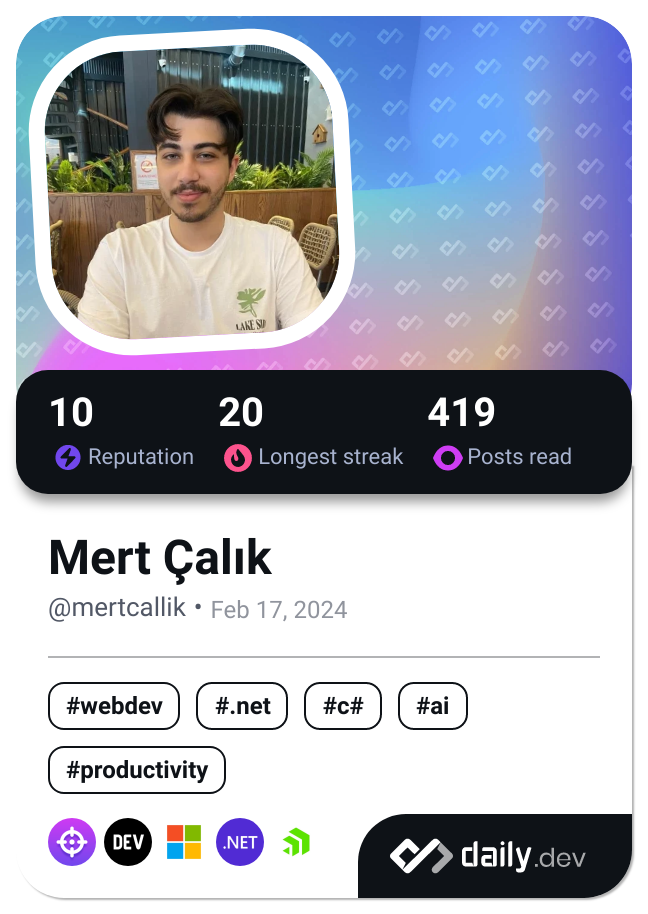 LAKE
10 20 419
Reputation Longest streak Posts read
Mert Çalık
@mertcallik • Feb 17, 2024
#webdev #.net #c# #ai
#productivity
DEV .NET
daily.dev